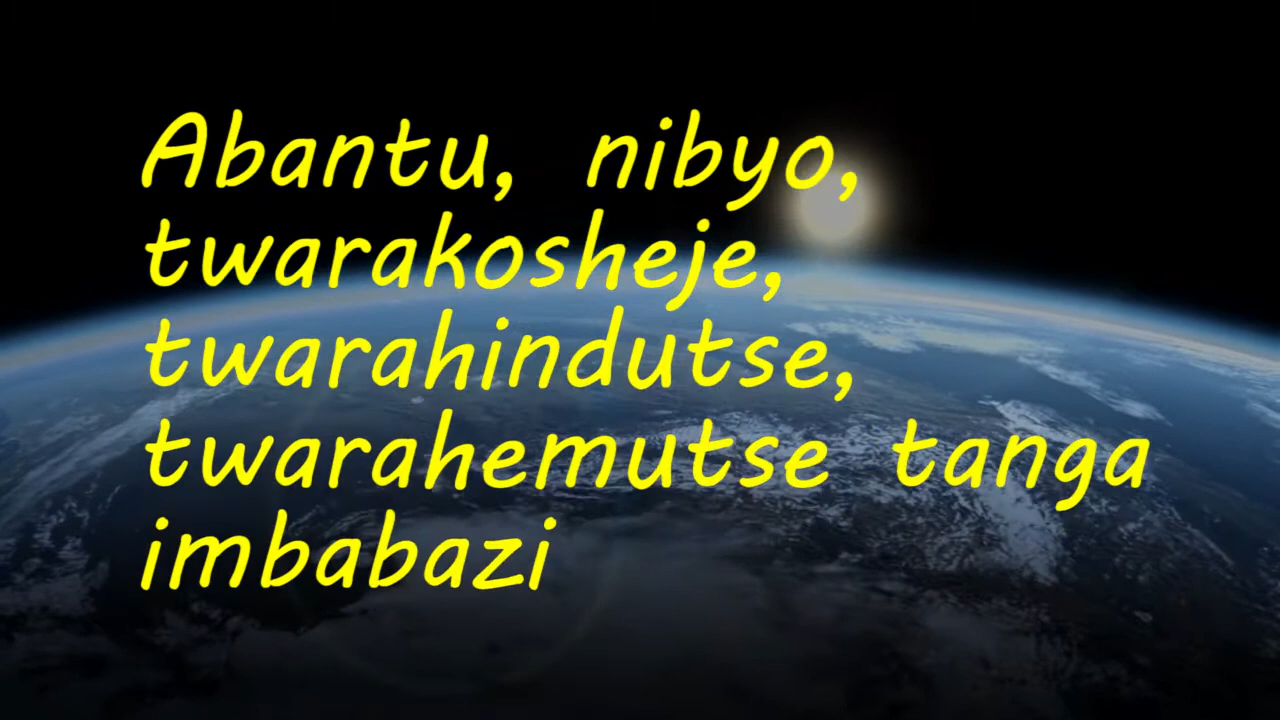 Abantu, nibyo,
twarakosheje,
twarahindutse,
twarahemutse tanga
imbabazi